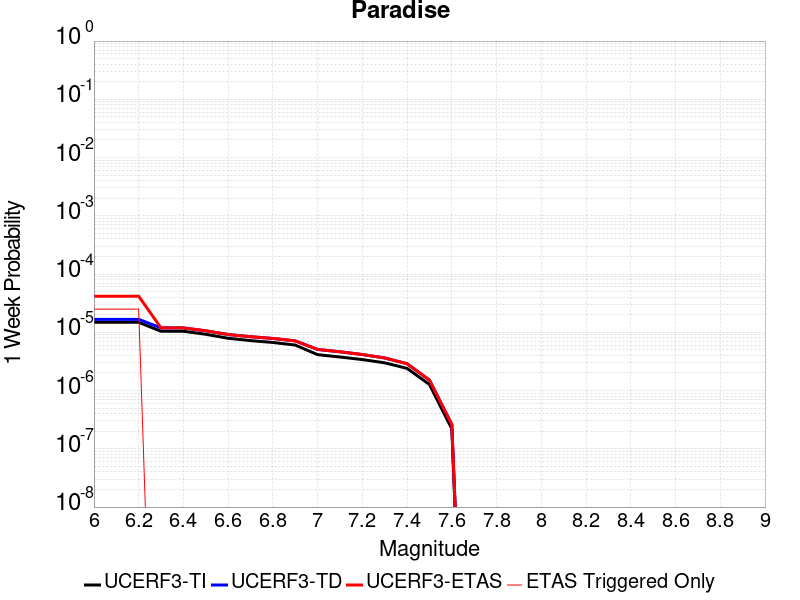 Paradise
10^0
10^-1
10^-2
10^-3
10^-4
10^-5
10^-6
10^-7
10^-8
1 Week Probability
6 6.2 6.4 6.6 6.8 7 7.2 7.4 7.6 7.8 8 8.2 8.4 8.6 8.8 9
Magnitude
UCERF3-TI UCERF3-TD UCERF3-ETAS ETAS Triggered Only